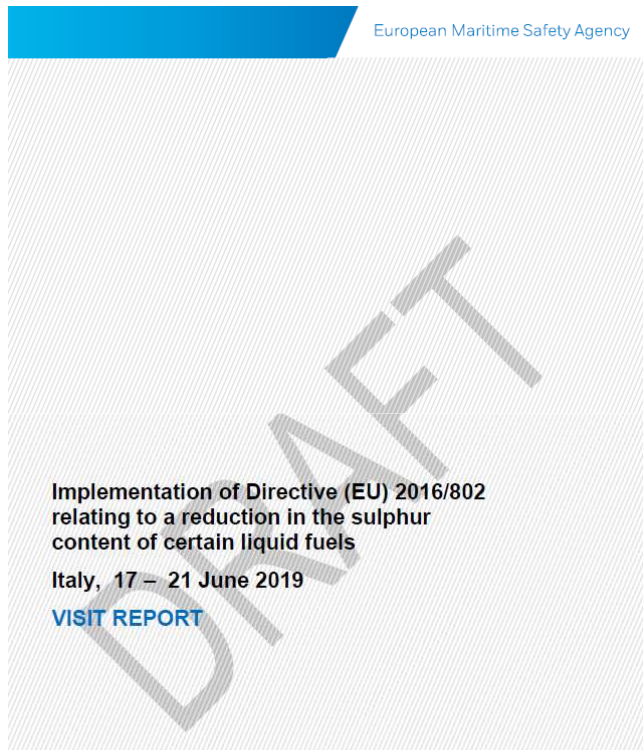 European Maritime Safety Agency
DRAFT
Implementation of Directive (EU) 2016/802
relating to a reduction in the sulphur
content of certain liquid fuels
Italy, 17 – 21 June 2019
VISIT REPORT